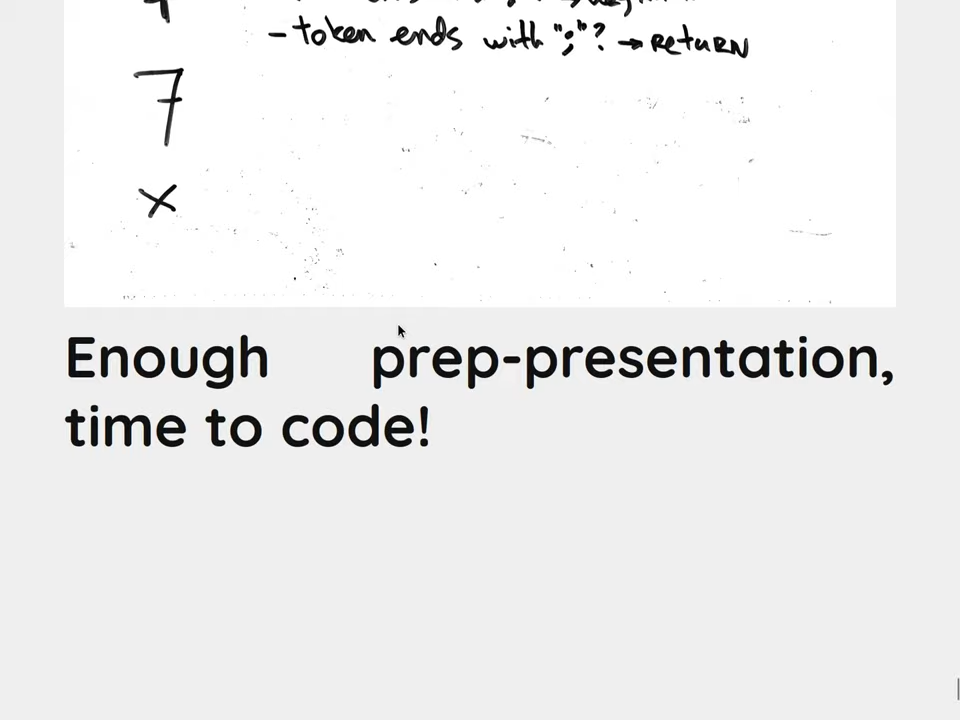 - token ends with ";"? → return
7
x
Enough prep-presentation,
time to code!